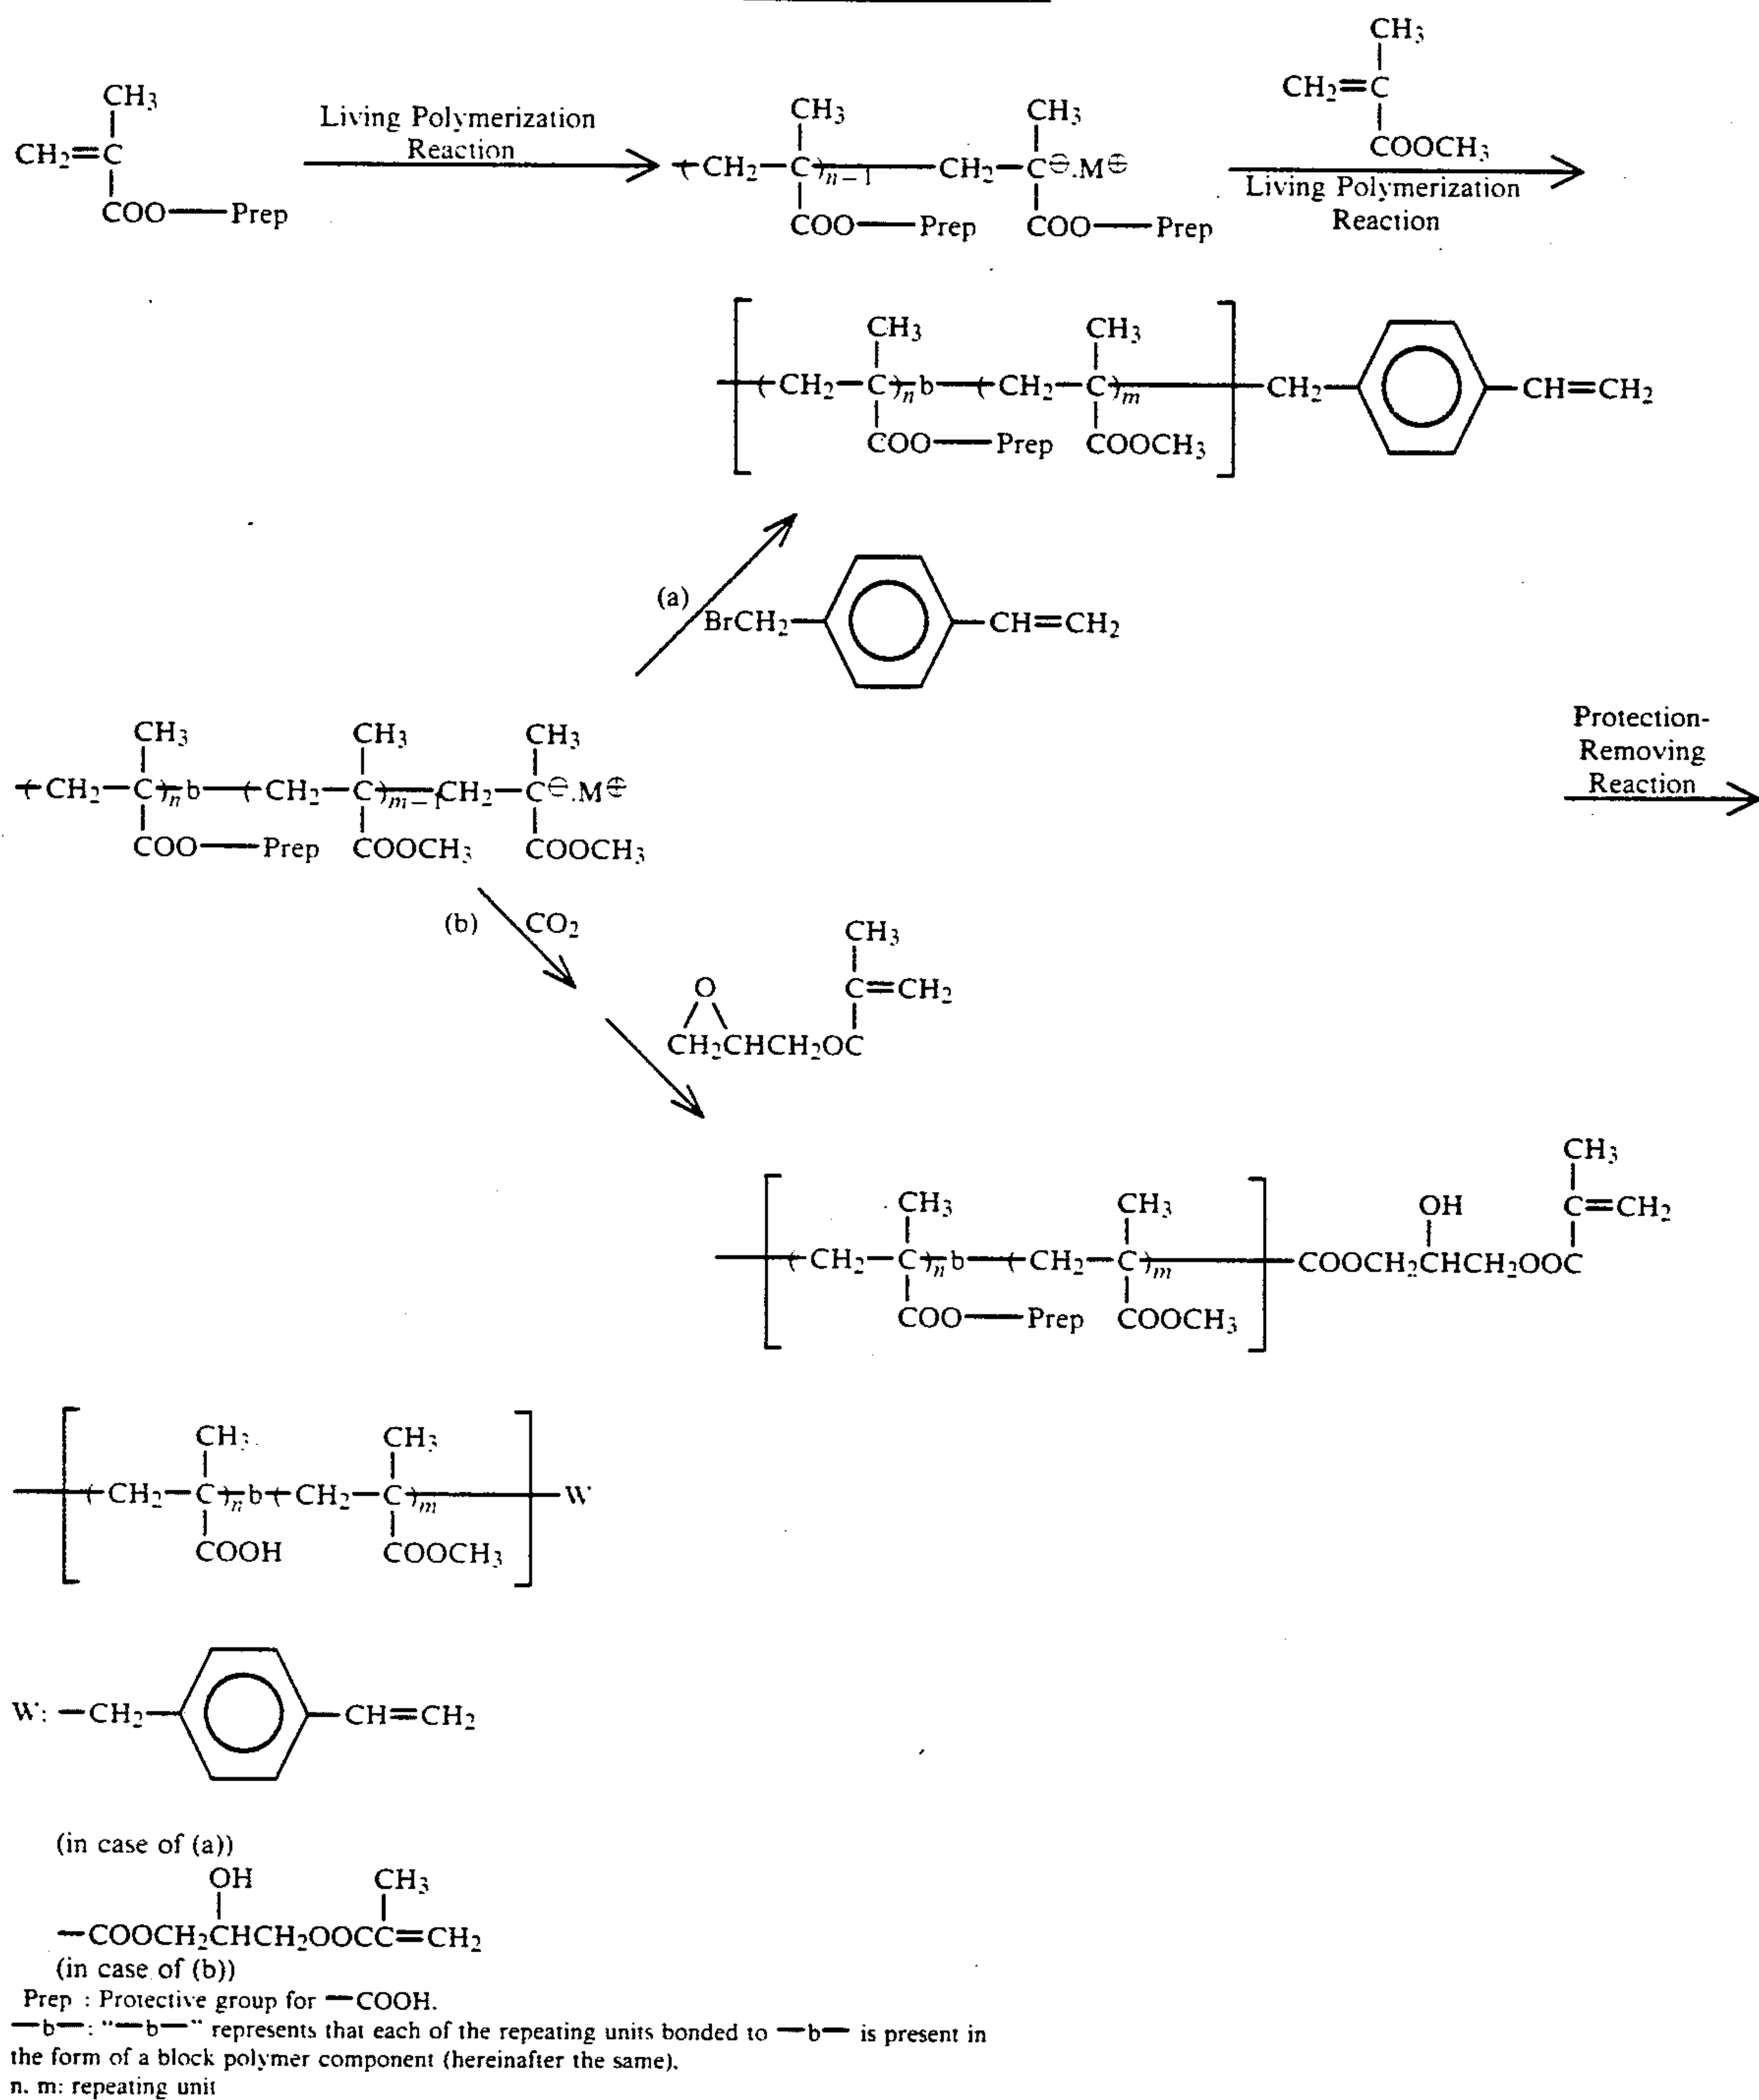 CH₃
CH₂=C
COO—Prep
Living Polymerization
Reaction
CH₃ CH₃
(CH₂—C)ₙ₋₁—CH₂—C⊖.M⊕
COO—Prep COO—Prep
CH₃
CH₂=C
COOCH₃
Living Polymerization
Reaction
CH₃ CH₃
[(CH₂—C)ₙb—(CH₂—C)ₘ]—CH₂— —CH=CH₂
COO—Prep COOCH₃
(a)
BrCH₂— —CH=CH₂
CH₃ CH₃ CH₃
(CH₂—C)ₙb—(CH₂—C)ₘ₋₁CH₂—C⊖.M⊕
COO—Prep COOCH₃ COOCH₃
Protection-
Removing
Reaction
(b) CO₂
CH₃
O C=CH₂
CH₂CHCH₂OC
CH₃ CH₃ OH CH₃
C=CH₂
[(CH₂—C)ₙb—(CH₂—C)ₘ]—COOCH₂CHCH₂OOC
COO—Prep COOCH₃
CH₃ CH₃
[(CH₂—C)ₙb(CH₂—C)ₘ]—W
COOH COOCH₃
W: —CH₂— —CH=CH₂
(in case of (a))
OH CH₃
—COOCH₂CHCH₂OOCC=CH₂
(in case of (b))
Prep : Protective group for —COOH.
—b—: "—b—" represents that each of the repeating units bonded to —b— is present in
the form of a block polymer component (hereinafter the same).
n. m: repeating unit